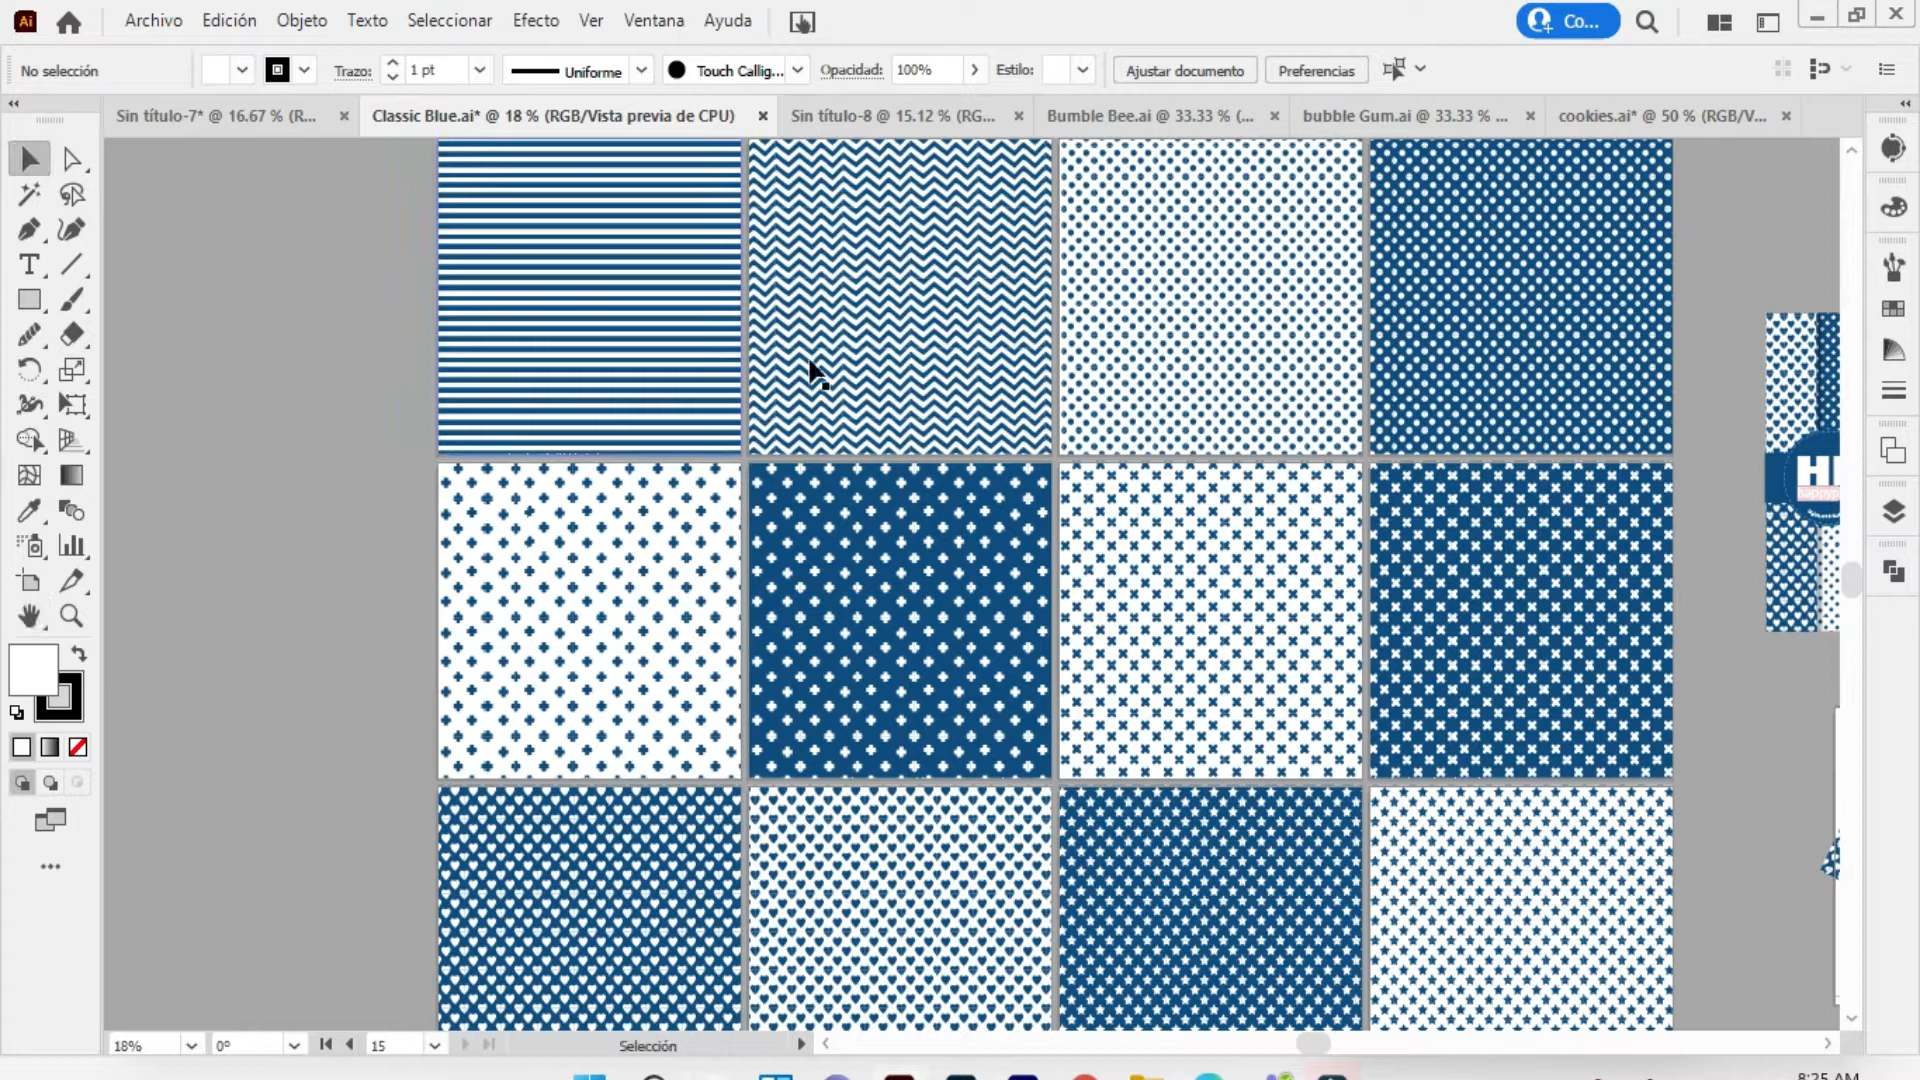 Ai Archivo Edición Objeto Texto Seleccionar Efecto Ver Ventana Ayuda Co...
No selección Trazo: 1 pt Uniforme Touch Callig... Opacidad: 100% Estilo: Ajustar documento Preferencias
Sin título-7* @ 16.67 % (R... Classic Blue.ai* @ 18 % (RGB/Vista previa de CPU) Sin título-8 @ 15.12 % (RG... Bumble Bee.ai @ 33.33 % (... bubble Gum.ai @ 33.33 % ... cookies.ai* @ 50 % (RGB/V...
18% 0° 15 Selección
8:25 AM